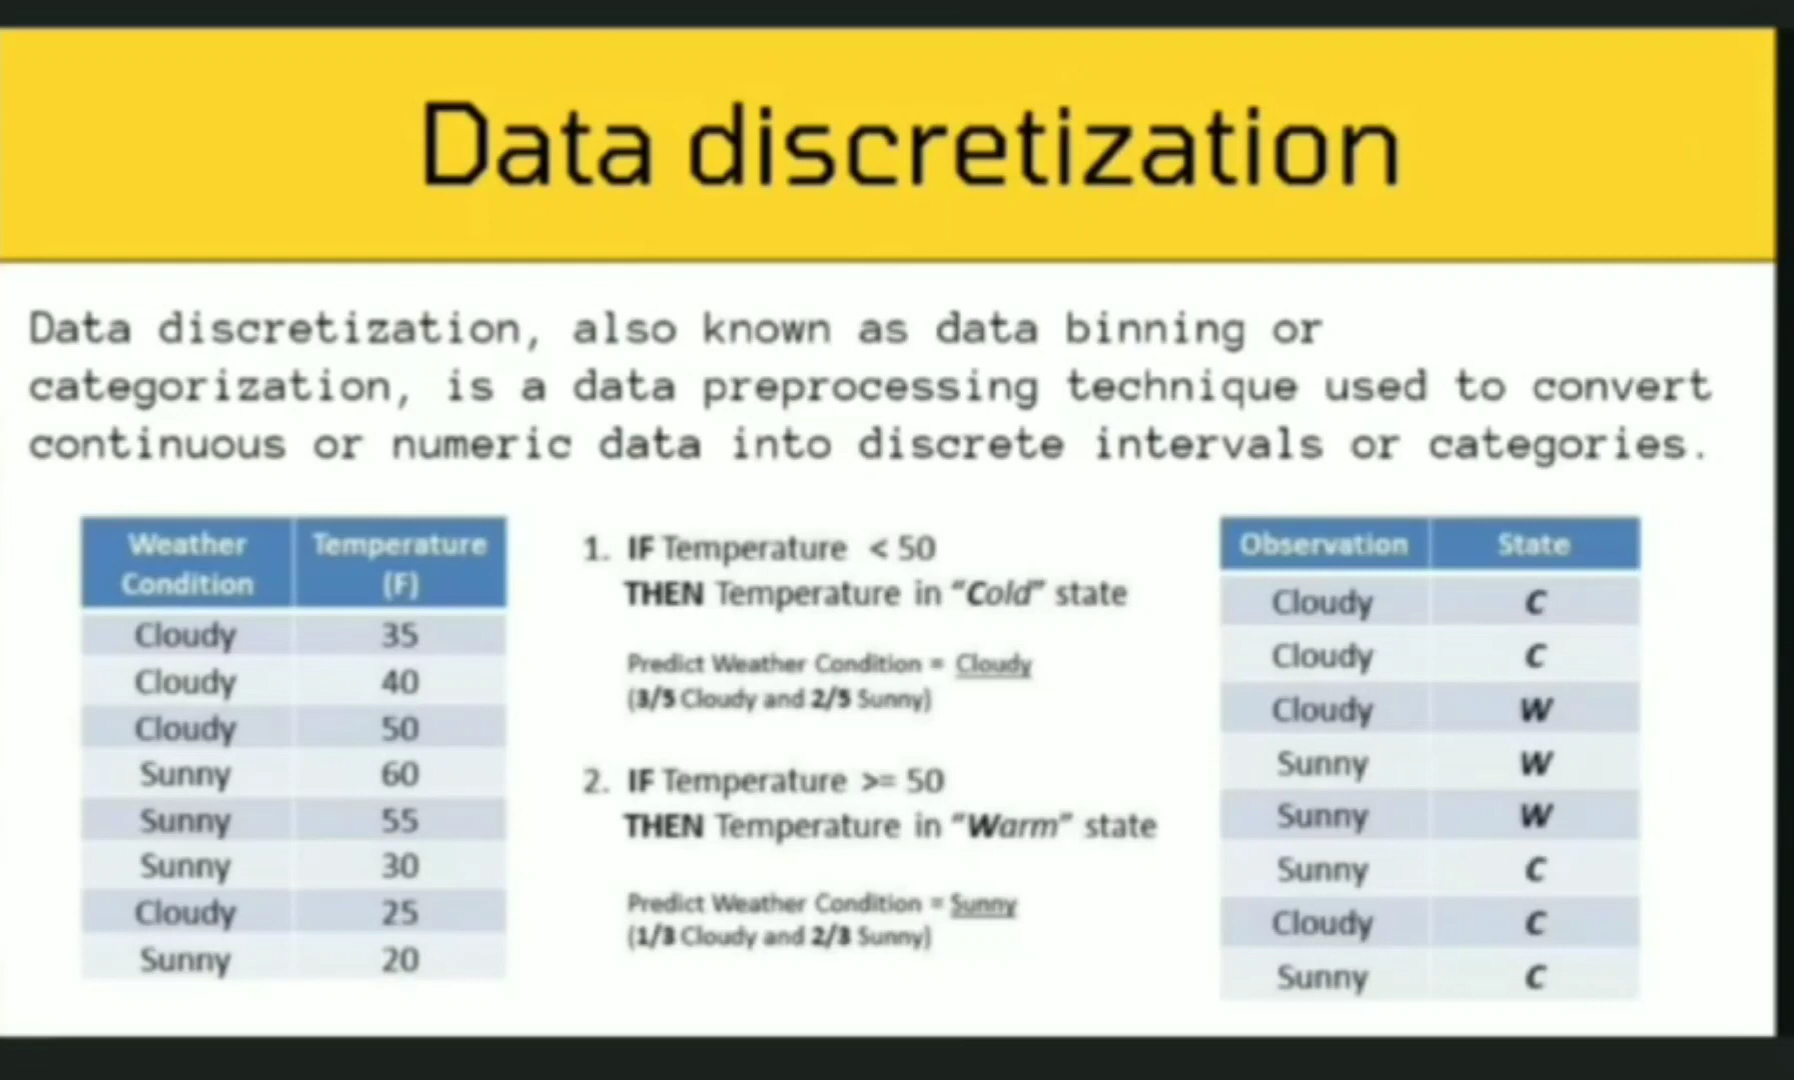 Data discretization
Data discretization, also known as data binning or
categorization, is a data preprocessing technique used to convert
continuous or numeric data into discrete intervals or categories.
Weather Condition Temperature (F)
Cloudy 35
Cloudy 40
Cloudy 50
Sunny 60
Sunny 55
Sunny 30
Cloudy 25
Sunny 20
1. IF Temperature < 50
THEN Temperature in "Cold" state
Predict Weather Condition = Cloudy
(3/5 Cloudy and 2/5 Sunny)
2. IF Temperature >= 50
THEN Temperature in "Warm" state
Predict Weather Condition = Sunny
(1/3 Cloudy and 2/3 Sunny)
Observation State
Cloudy C
Cloudy C
Cloudy W
Sunny W
Sunny W
Sunny C
Cloudy C
Sunny C